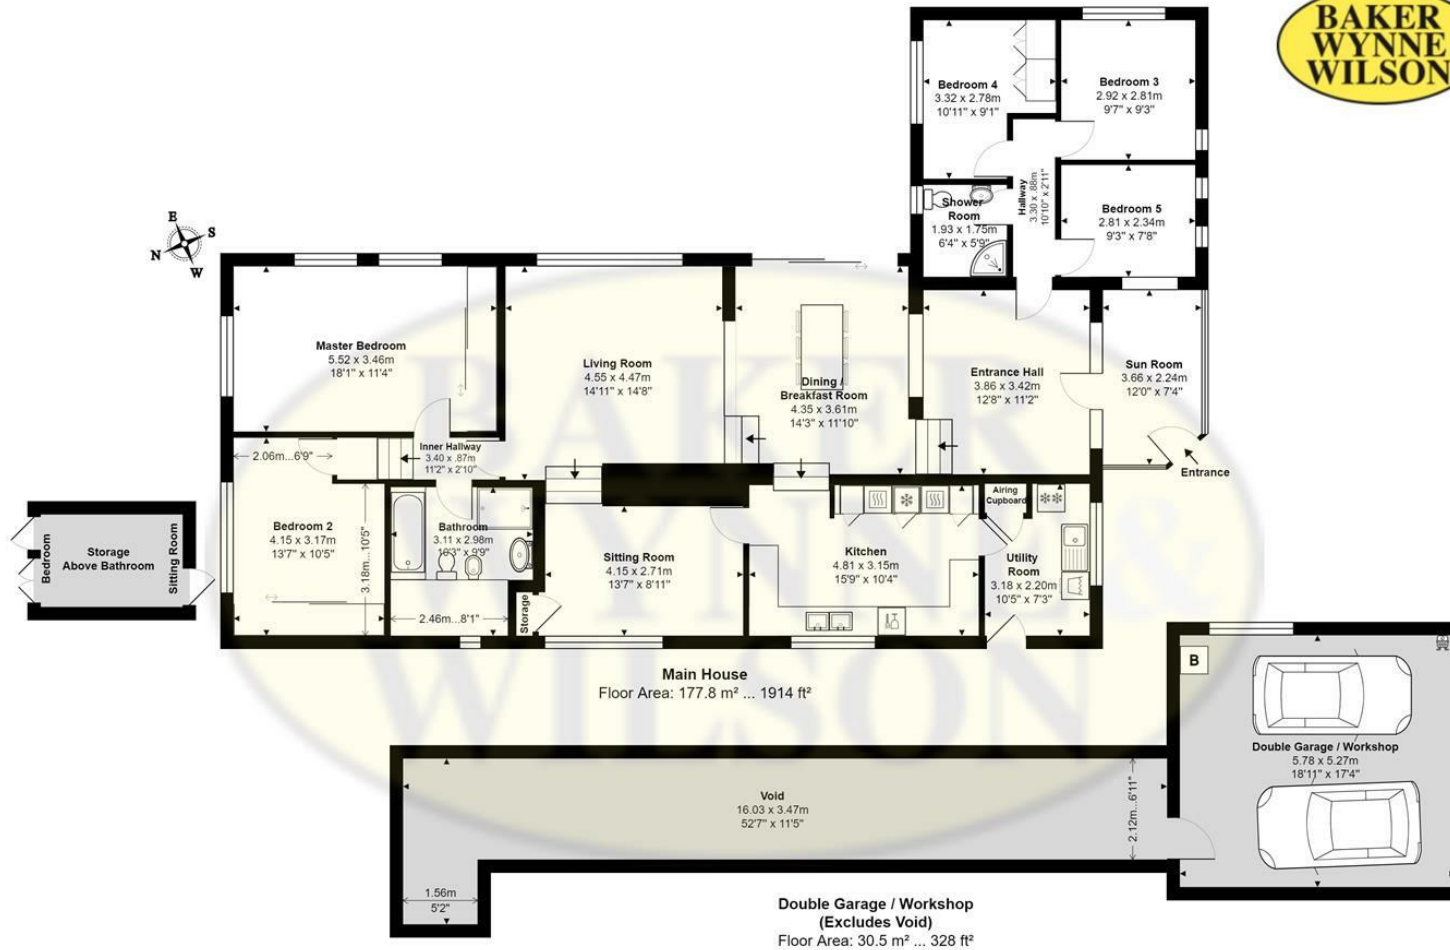 BAKER
WYNNE
WILSON
Bedroom 4
3.32 x 2.78m
10'11" x 9'1"
Bedroom 3
2.92 x 2.81m
9'7" x 9'3"
Hallway
3.30 x .88m
10'10" x 2'11"
Shower
Room
1.93 x 1.75m
6'4" x 5'9"
Bedroom 5
2.81 x 2.34m
9'3" x 7'8"
E
S
N
W
Master Bedroom
5.52 x 3.46m
18'1" x 11'4"
Living Room
4.55 x 4.47m
14'11" x 14'8"
Dining /
Breakfast Room
4.35 x 3.61m
14'3" x 11'10"
Entrance Hall
3.86 x 3.42m
12'8" x 11'2"
Sun Room
3.66 x 2.24m
12'0" x 7'4"
Entrance
Inner Hallway
3.40 x .87m
11'2" x 2'10"
2.06m...6'9"
Bedroom 2
4.15 x 3.17m
13'7" x 10'5"
3.18m...10'5"
Bathroom
3.11 x 2.98m
10'3" x 9'9"
2.46m...8'1"
Storage
Sitting Room
4.15 x 2.71m
13'7" x 8'11"
Kitchen
4.81 x 3.15m
15'9" x 10'4"
Airing
Cupboard
Utility
Room
3.18 x 2.20m
10'5" x 7'3"
Bedroom
Storage
Above Bathroom
Sitting Room
Main House
Floor Area: 177.8 m² ... 1914 ft²
B
Double Garage / Workshop
5.78 x 5.27m
18'11" x 17'4"
Void
16.03 x 3.47m
52'7" x 11'5"
2.12m...6'11"
1.56m
5'2"
Double Garage / Workshop
(Excludes Void)
Floor Area: 30.5 m² ... 328 ft²
BAKER
WYNNE &
WILSON